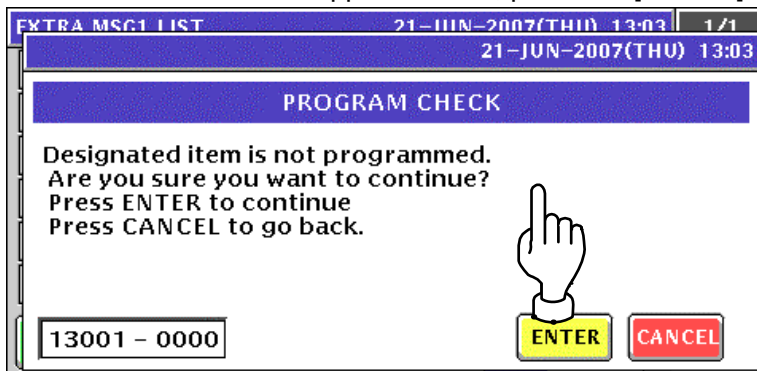 EXTRA MSG1 LIST 21-JUN-2007(THU) 13:03 1/1
21-JUN-2007(THU) 13:03
PROGRAM CHECK
Designated item is not programmed.
Are you sure you want to continue?
Press ENTER to continue
Press CANCEL to go back.
13001 - 0000 ENTER CANCEL